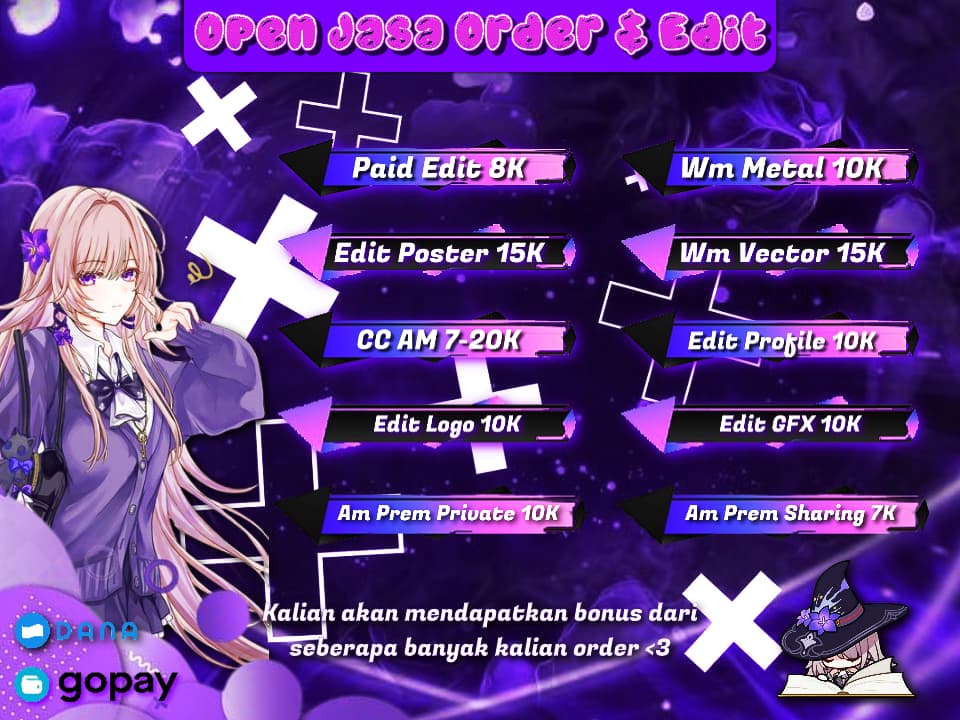 Open Jasa Order & Edit
Paid Edit 8K
Wm Metal 10K
Edit Poster 15K
Wm Vector 15K
CC AM 7-20K
Edit Profile 10K
Edit Logo 10K
Edit GFX 10K
Am Prem Private 10K
Am Prem Sharing 7K
Kalian akan mendapatkan bonus dari
seberapa banyak kalian order <3
DANA
gopay